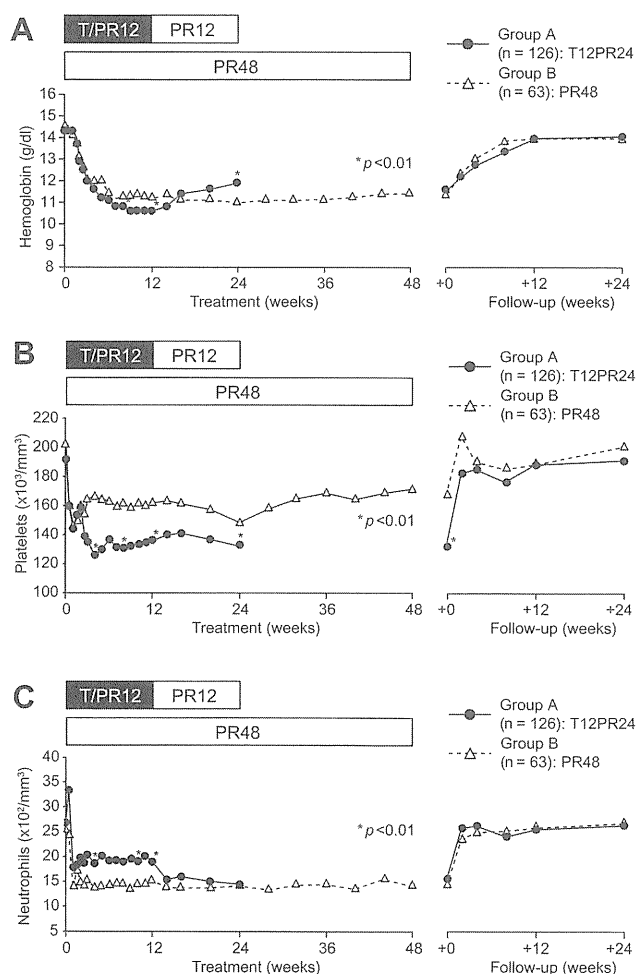 A
T/PR12 PR12
PR48
Group A
(n = 126): T12PR24
Group B
(n = 63): PR48
Hemoglobin (g/dl)
16
15
14
13
12
11
10
9
8
*p<0.01
* *
0 12 24 36 48
Treatment (weeks)
+0 +12 +24
Follow-up (weeks)
B
T/PR12 PR12
PR48
Group A
(n = 126): T12PR24
Group B
(n = 63): PR48
Platelets (x10³/mm³)
220
200
180
160
140
120
100
*p<0.01
* * * *
*
0 12 24 36 48
Treatment (weeks)
+0 +12 +24
Follow-up (weeks)
C
T/PR12 PR12
PR48
Group A
(n = 126): T12PR24
Group B
(n = 63): PR48
Neutrophils (x10²/mm³)
40
35
30
25
20
15
10
5
*p<0.01
* * *
0 12 24 36 48
Treatment (weeks)
+0 +12 +24
Follow-up (weeks)